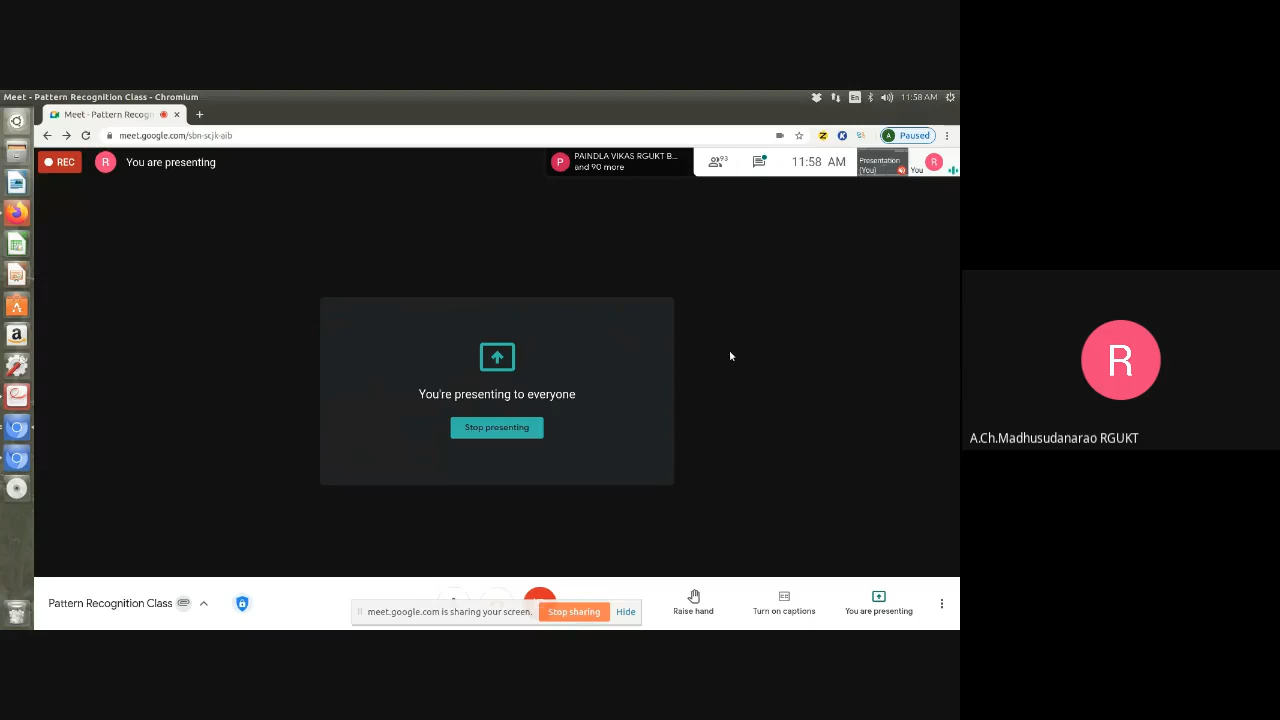 Meet - Pattern Recognition Class - Chromium
En
11:58 AM
Meet - Pattern Recogn
meet.google.com/sbn-scjk-aib
A
Paused
REC
R
You are presenting
P
PAINDLA VIKAS RGUKT B...
and 90 more
93
11:58 AM
Presentation
(You)
You
R
You're presenting to everyone
Stop presenting
R
A.Ch.Madhusudanarao RGUKT
Pattern Recognition Class
meet.google.com is sharing your screen.
Stop sharing
Hide
Raise hand
Turn on captions
You are presenting